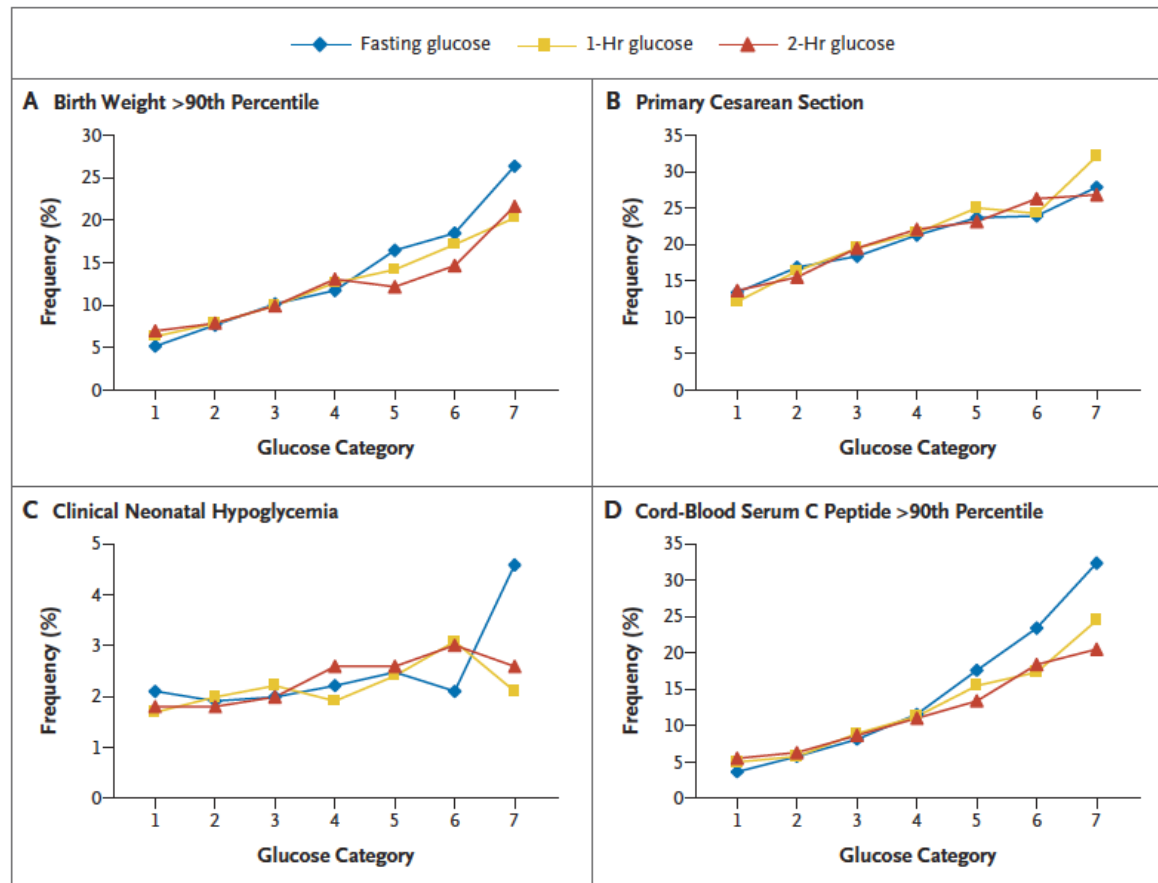 Fasting glucose 1-Hr glucose 2-Hr glucose
A Birth Weight >90th Percentile
30
25
20
15
10
5
0
Frequency (%)
1 2 3 4 5 6 7
Glucose Category
B Primary Cesarean Section
35
30
25
20
15
10
5
0
Frequency (%)
1 2 3 4 5 6 7
Glucose Category
C Clinical Neonatal Hypoglycemia
5
4
3
2
1
0
Frequency (%)
1 2 3 4 5 6 7
Glucose Category
D Cord-Blood Serum C Peptide >90th Percentile
35
30
25
20
15
10
5
0
Frequency (%)
1 2 3 4 5 6 7
Glucose Category